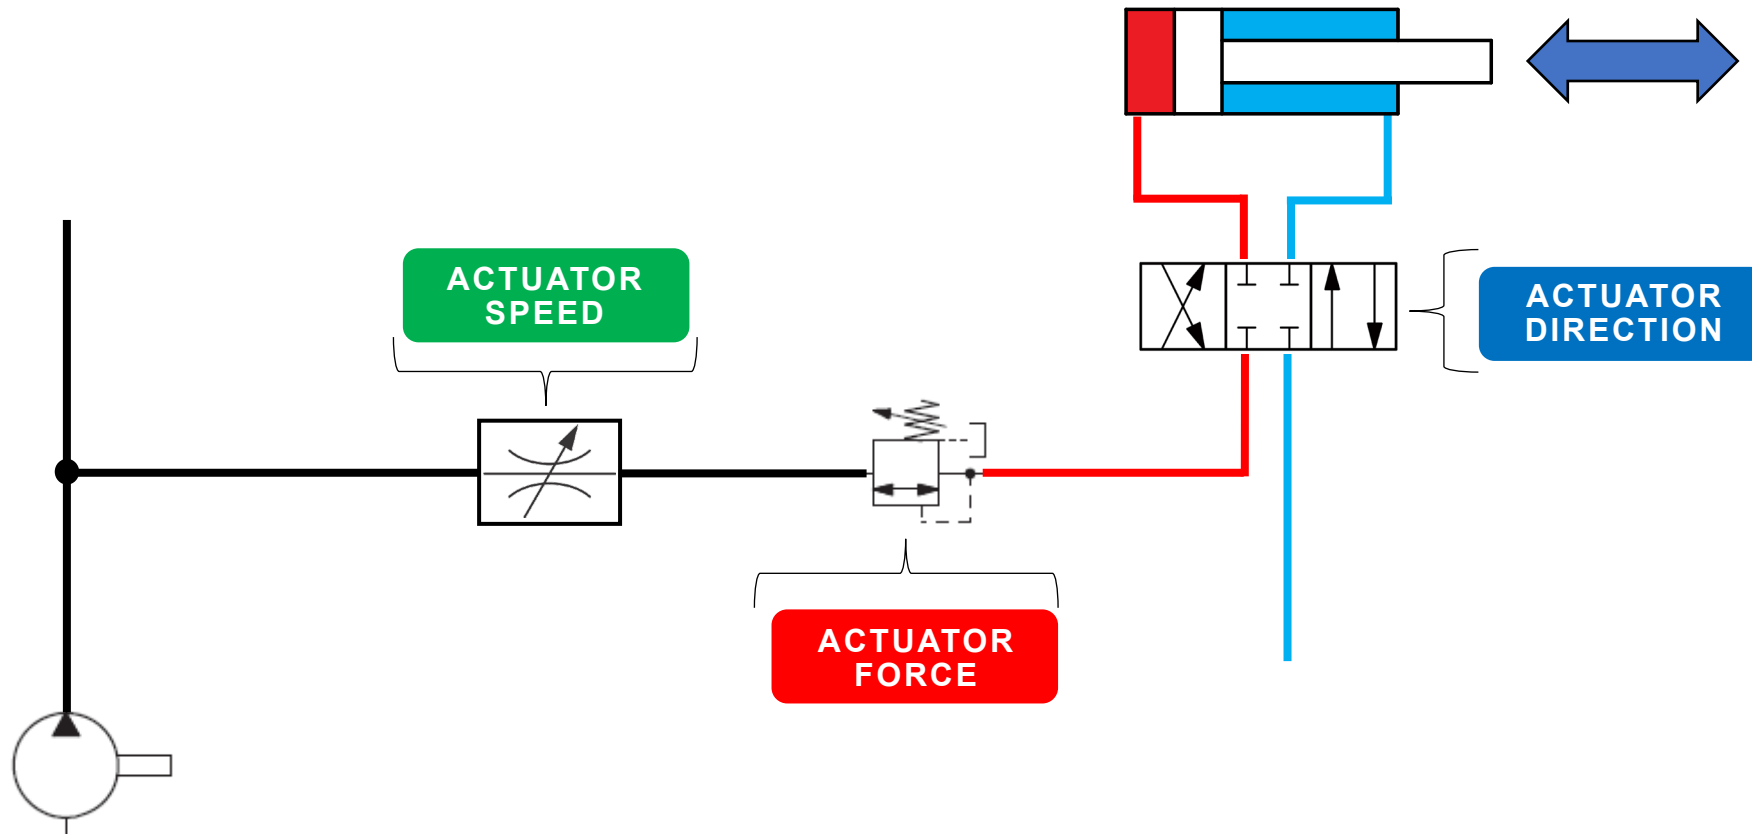 ACTUATOR
SPEED
ACTUATOR
DIRECTION
ACTUATOR
FORCE